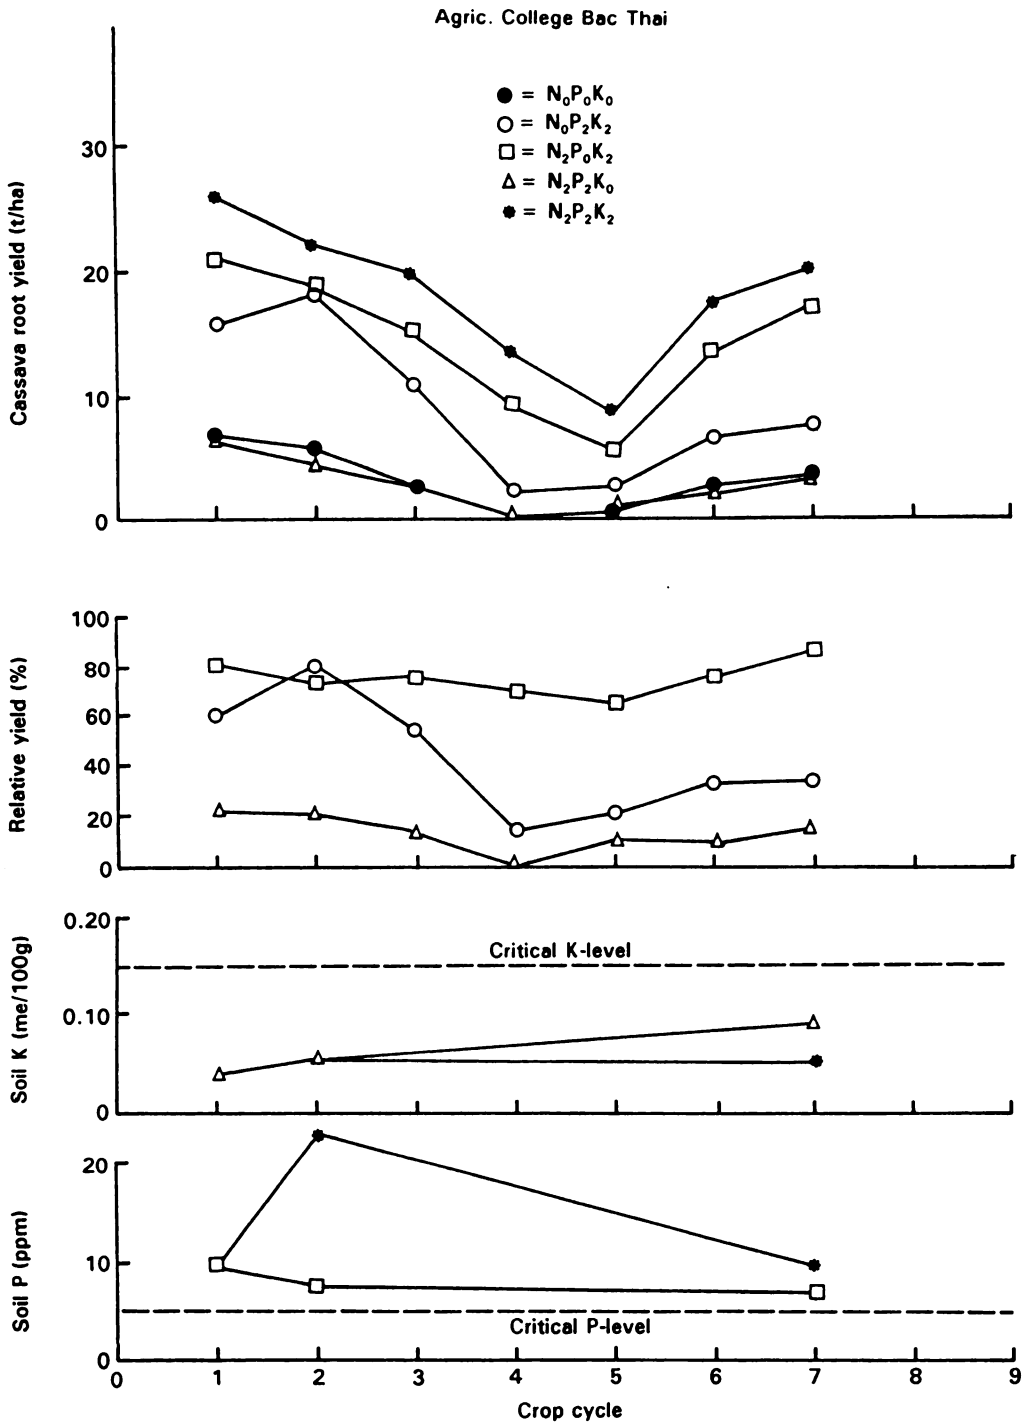 Agric. College Bac Thai
● = N₀P₀K₀
○ = N₀P₂K₂
□ = N₂P₀K₂
△ = N₂P₂K₀
✱ = N₂P₂K₂
Cassava root yield (t/ha)
30
20
10
0
Relative yield (%)
100
80
60
40
20
0
Soil K (me/100g)
0.20
Critical K-level
0.10
0
Soil P (ppm)
20
10
Critical P-level
0
0 1 2 3 4 5 6 7 8 9
Crop cycle